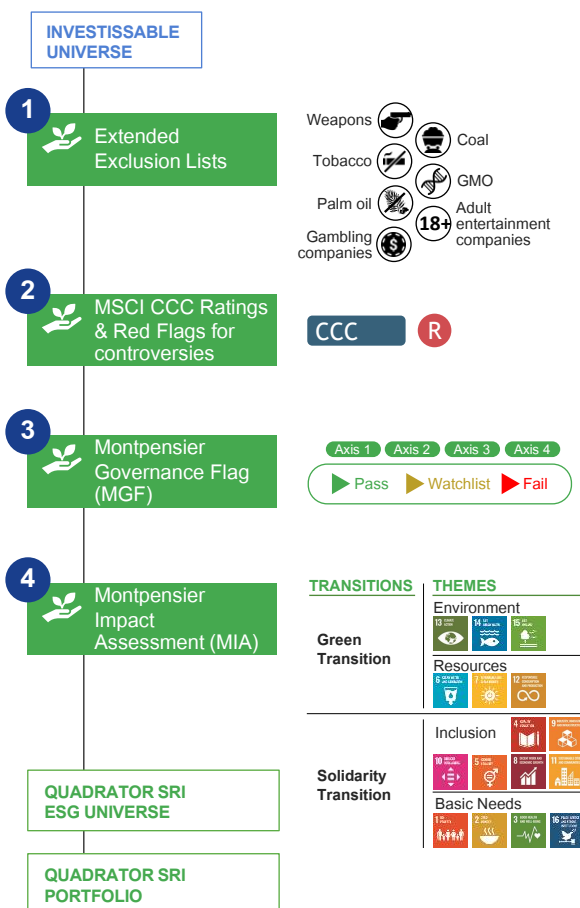 INVESTISSABLE
UNIVERSE
1
Extended
Exclusion Lists
Weapons
Coal
Tobacco
GMO
Palm oil
18+
Adult
entertainment
companies
Gambling
companies
$
2
MSCI CCC Ratings
& Red Flags for
controversies
CCC
R
3
Montpensier
Governance Flag
(MGF)
Axis 1 Axis 2 Axis 3 Axis 4
Pass Watchlist Fail
4
Montpensier
Impact
Assessment (MIA)
TRANSITIONS THEMES
Green
Transition
Environment
13 14 15
Resources
6 7 12
Solidarity
Transition
Inclusion
4 9
10 5 8 11
Basic Needs
1 2 3 16
QUADRATOR SRI
ESG UNIVERSE
QUADRATOR SRI
PORTFOLIO